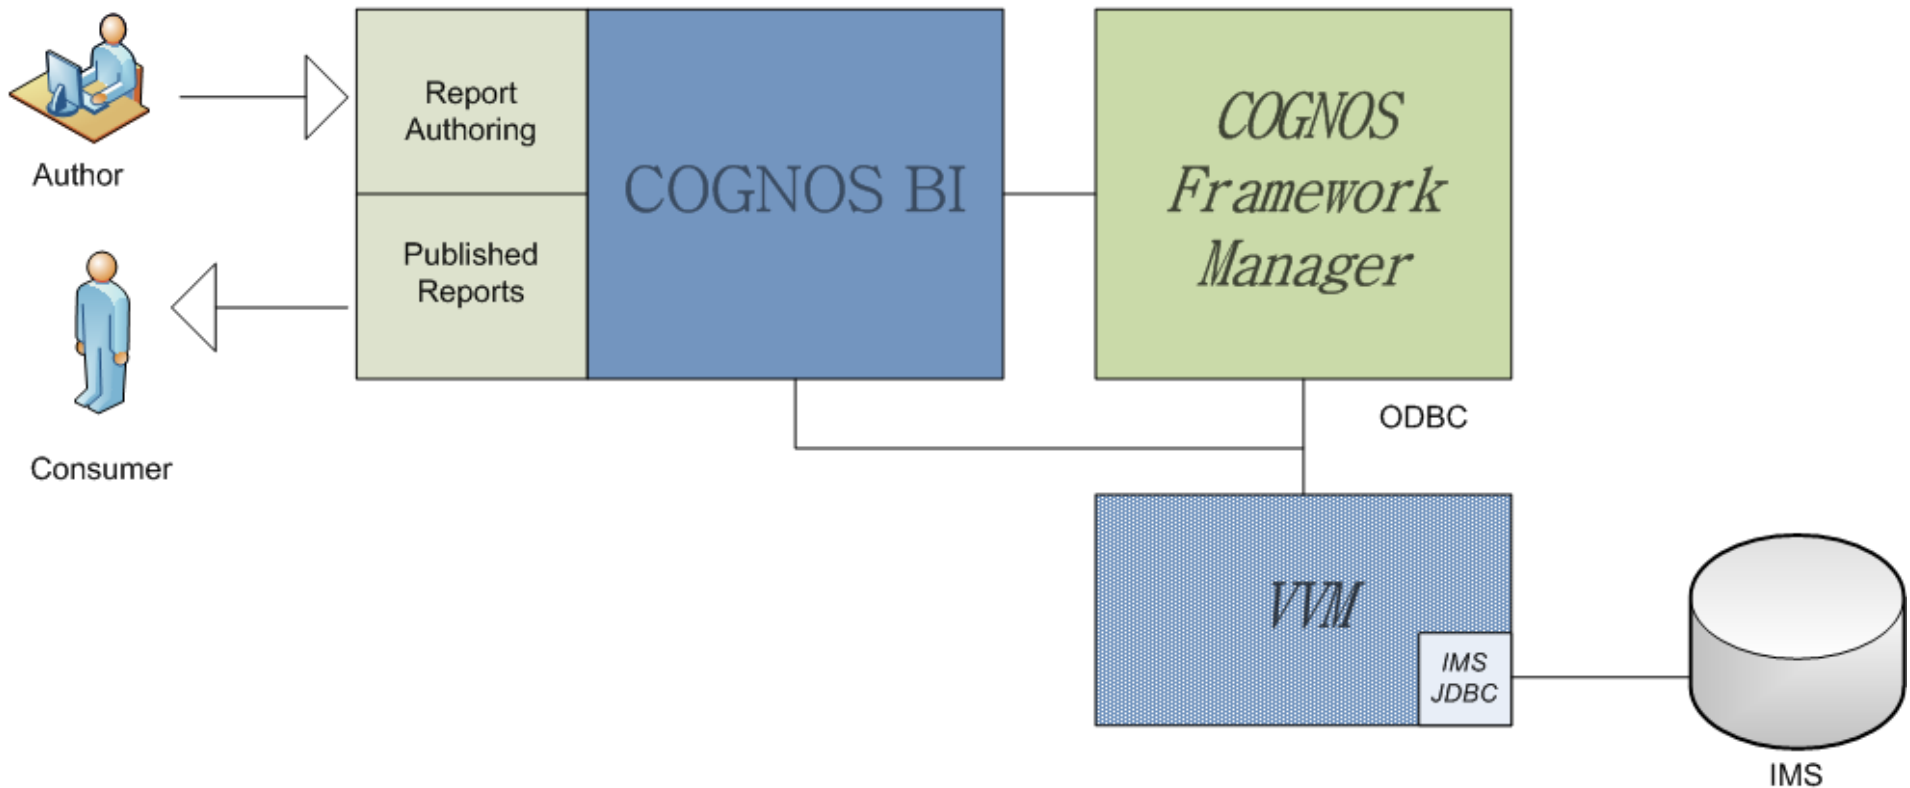 Author
Report
Authoring
Published
Reports
Consumer
COGNOS BI
COGNOS
Framework
Manager
ODBC
VVM
IMS
JDBC
IMS